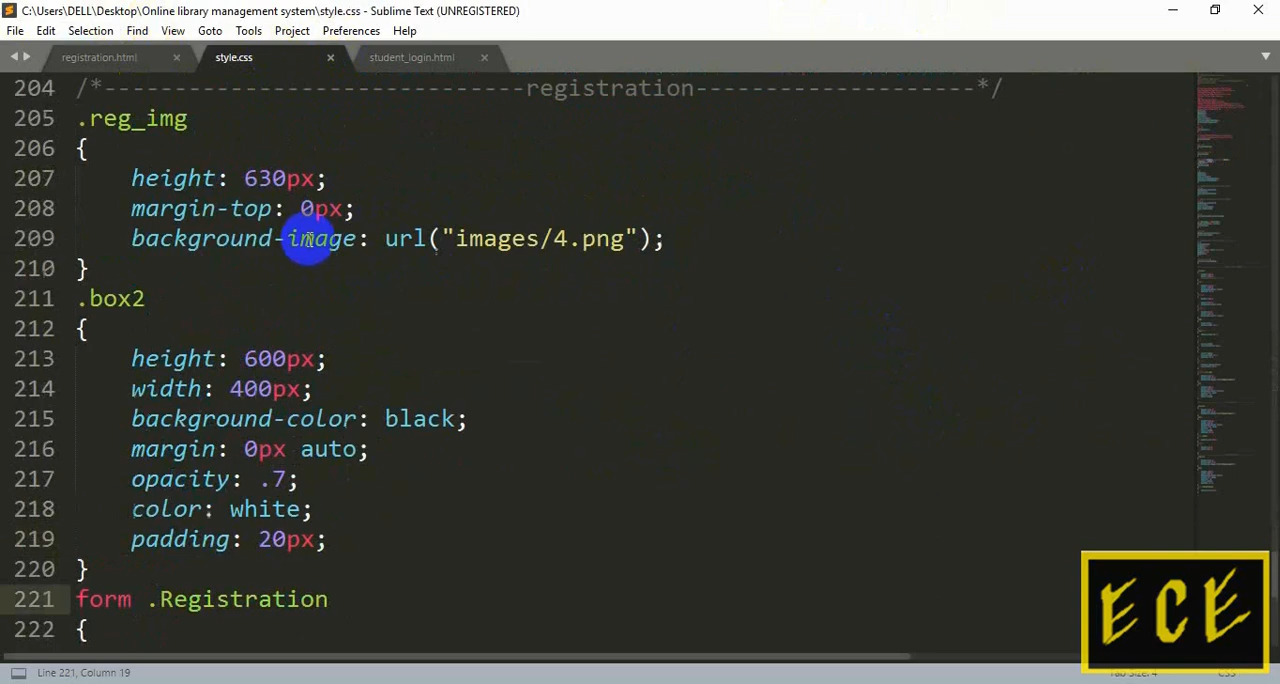 C:\Users\DELL\Desktop\Online library management system\style.css - Sublime Text (UNREGISTERED)
File Edit Selection Find View Goto Tools Project Preferences Help
registration.html style.css student_login.html
204 /*------------------------------registration--------------------*/
205 .reg_img
206 {
207 height: 630px;
208 margin-top: 0px;
209 background-image: url("images/4.png");
210 }
211 .box2
212 {
213 height: 600px;
214 width: 400px;
215 background-color: black;
216 margin: 0px auto;
217 opacity: .7;
218 color: white;
219 padding: 20px;
220 }
221 form .Registration
222 {
ECE
Line 221, Column 19 Tab Size: 4 CSS